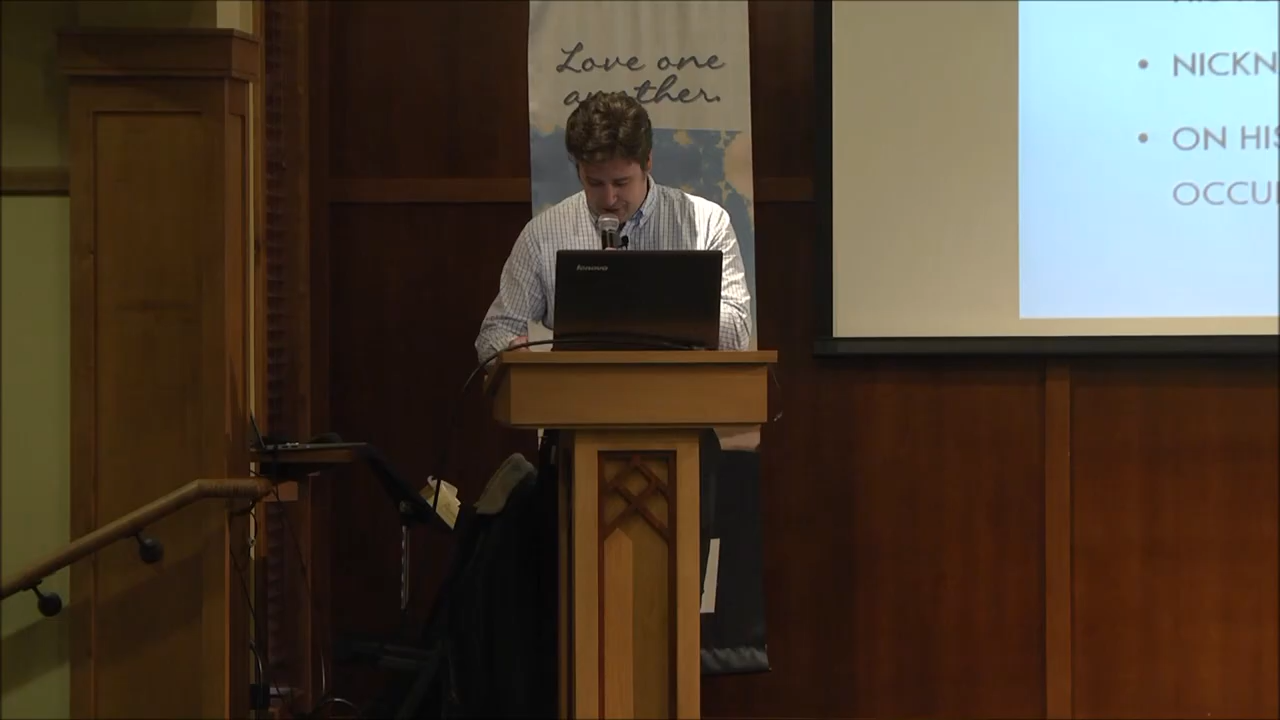 Love one
another.
lenovo
• NICKN
• ON HIS
OCCU